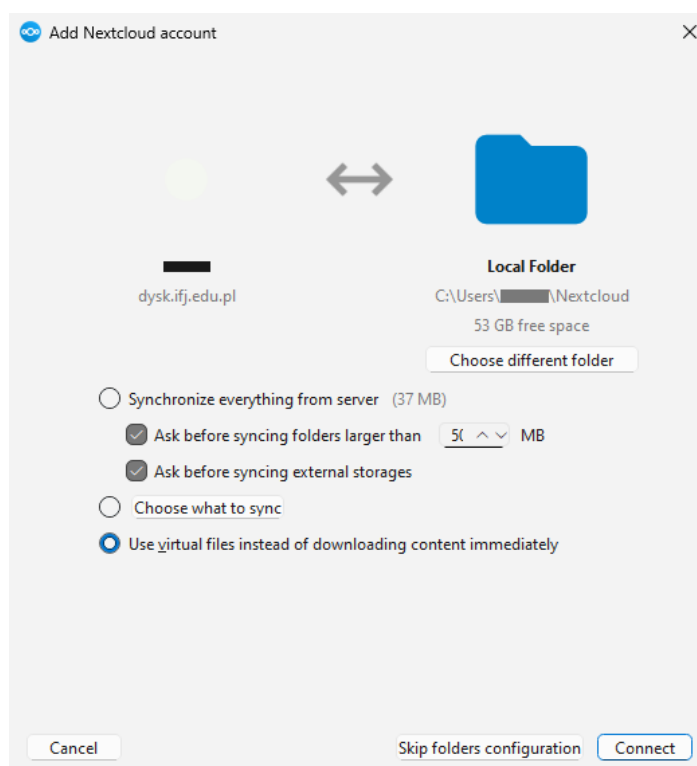 Add Nextcloud account
Local Folder
dysk.ifj.edu.pl
C:\Users\ \Nextcloud
53 GB free space
Choose different folder
Synchronize everything from server (37 MB)
Ask before syncing folders larger than MB
Ask before syncing external storages
Choose what to sync
Use virtual files instead of downloading content immediately
Cancel
Skip folders configuration
Connect